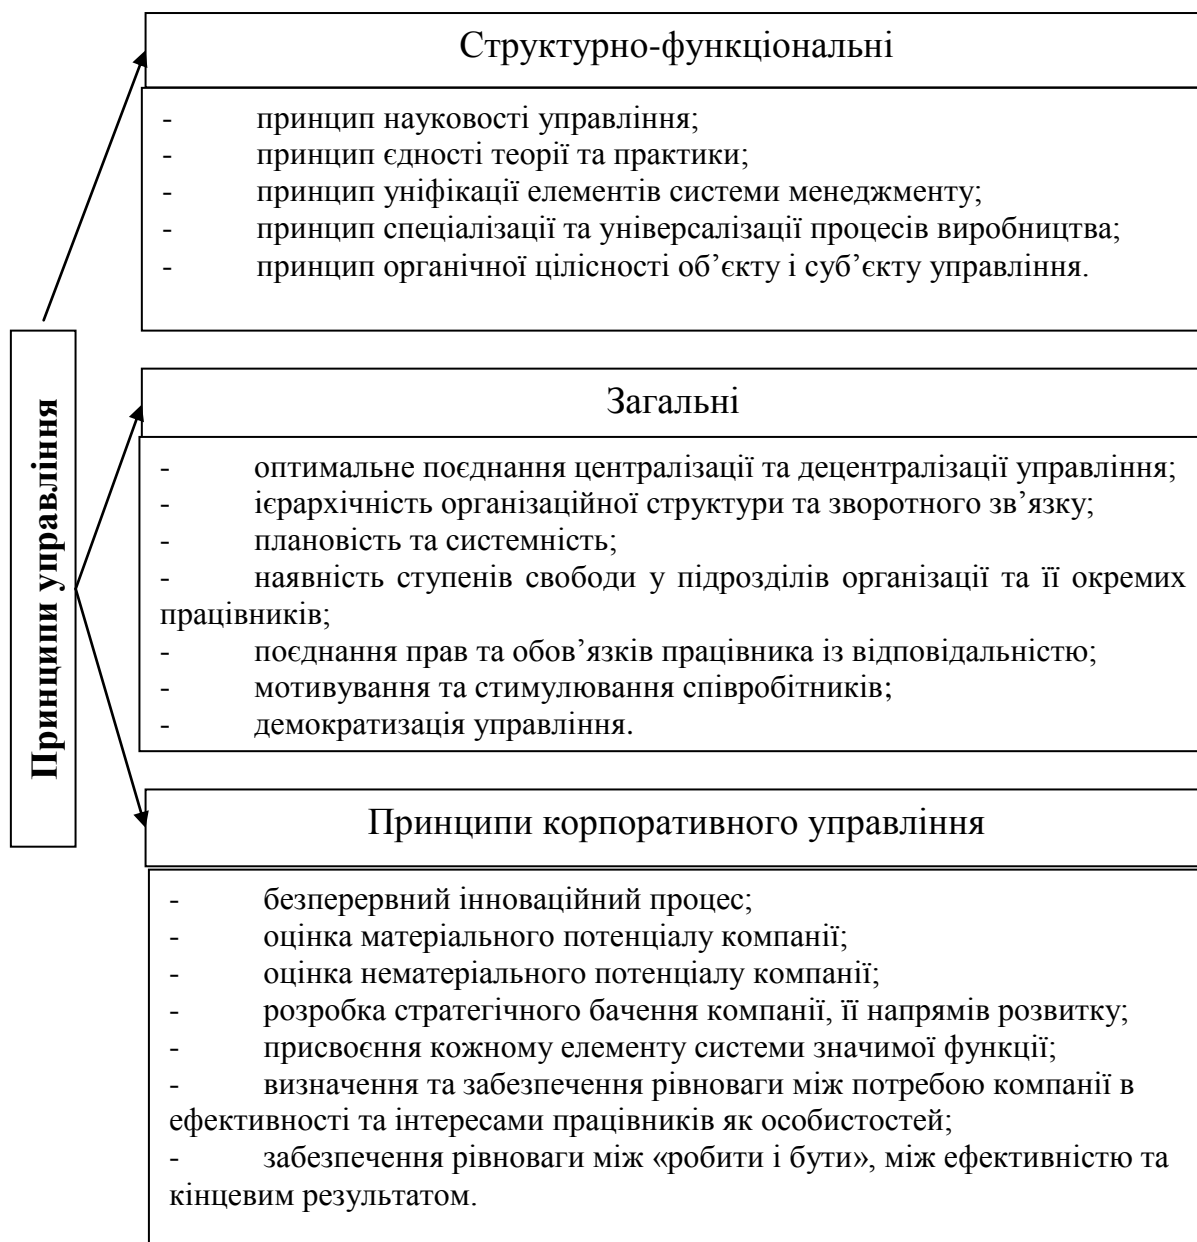 Структурно-функціональні
- принцип науковості управління;
- принцип єдності теорії та практики;
- принцип уніфікації елементів системи менеджменту;
- принцип спеціалізації та універсалізації процесів виробництва;
- принцип органічної цілісності об’єкту і суб’єкту управління.
Принципи управління
Загальні
- оптимальне поєднання централізації та децентралізації управління;
- ієрархічність організаційної структури та зворотного зв’язку;
- плановість та системність;
- наявність ступенів свободи у підрозділів організації та її окремих
працівників;
- поєднання прав та обов’язків працівника із відповідальністю;
- мотивування та стимулювання співробітників;
- демократизація управління.
Принципи корпоративного управління
- безперервний інноваційний процес;
- оцінка матеріального потенціалу компанії;
- оцінка нематеріального потенціалу компанії;
- розробка стратегічного бачення компанії, її напрямів розвитку;
- присвоєння кожному елементу системи значимої функції;
- визначення та забезпечення рівноваги між потребою компанії в
ефективності та інтересами працівників як особистостей;
- забезпечення рівноваги між «робити і бути», між ефективністю та
кінцевим результатом.